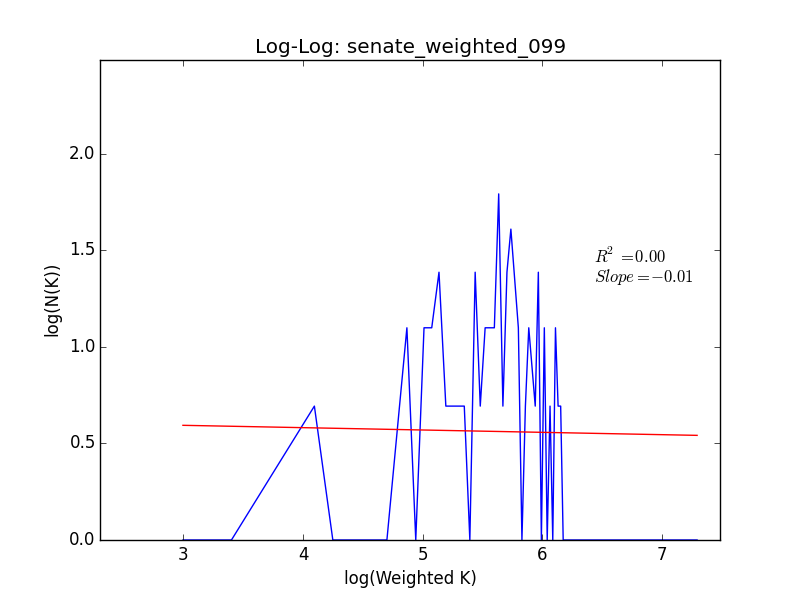 Log-Log: senate_weighted_099
log(N(K))
2.0
1.5
1.0
0.5
0.0
R² =0.00
Slope=−0.01
3 4 5 6 7
log(Weighted K)